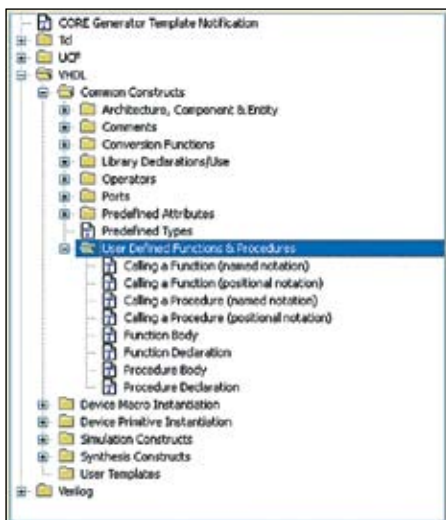 CORE Generator Template Notification
Tcl
UCF
VHDL
Common Constructs
Architecture, Component & Entity
Comments
Conversion Functions
Library Declarations/Use
Operators
Ports
Predefined Attributes
Predefined Types
User Defined Functions & Procedures
Calling a Function (named notation)
Calling a Function (positional notation)
Calling a Procedure (named notation)
Calling a Procedure (positional notation)
Function Body
Function Declaration
Procedure Body
Procedure Declaration
Device Macro Instantiation
Device Primitive Instantiation
Simulation Constructs
Synthesis Constructs
User Templates
Verilog